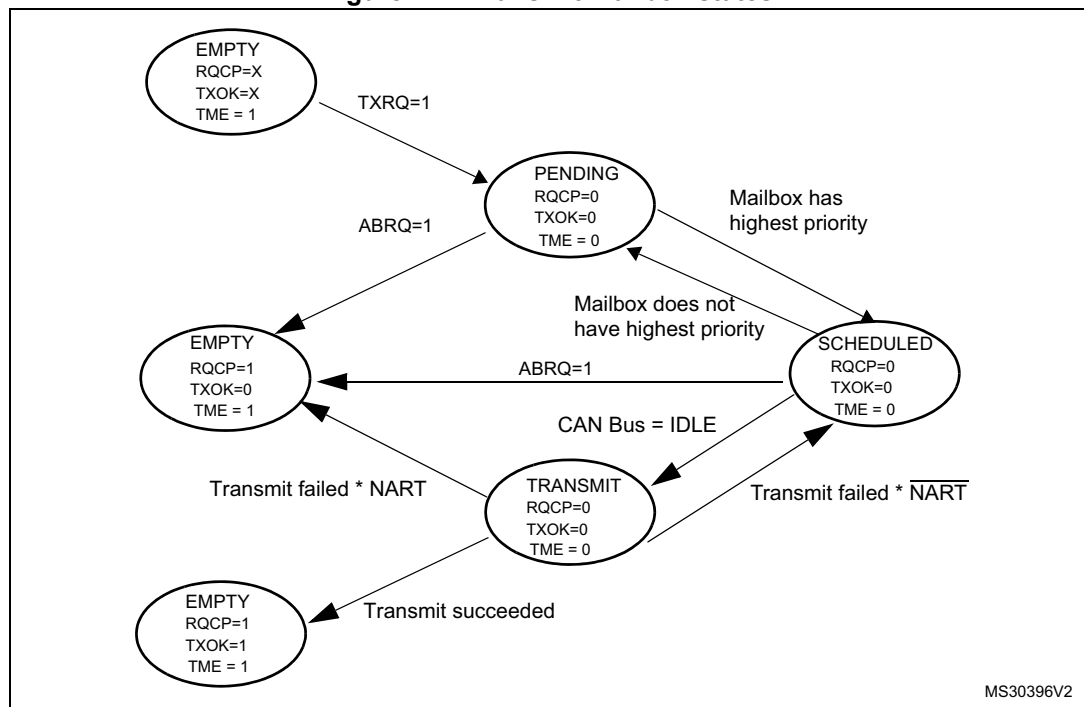 EMPTY
RQCP=X
TXOK=X
TME = 1
TXRQ=1
PENDING
RQCP=0
TXOK=0
TME = 0
Mailbox has
highest priority
ABRQ=1
Mailbox does not
have highest priority
EMPTY
RQCP=1
TXOK=0
TME = 1
ABRQ=1
SCHEDULED
RQCP=0
TXOK=0
TME = 0
CAN Bus = IDLE
Transmit failed * NART
TRANSMIT
RQCP=0
TXOK=0
TME = 0
Transmit failed * N̅A̅R̅T̅
EMPTY
RQCP=1
TXOK=1
TME = 1
Transmit succeeded
MS30396V2